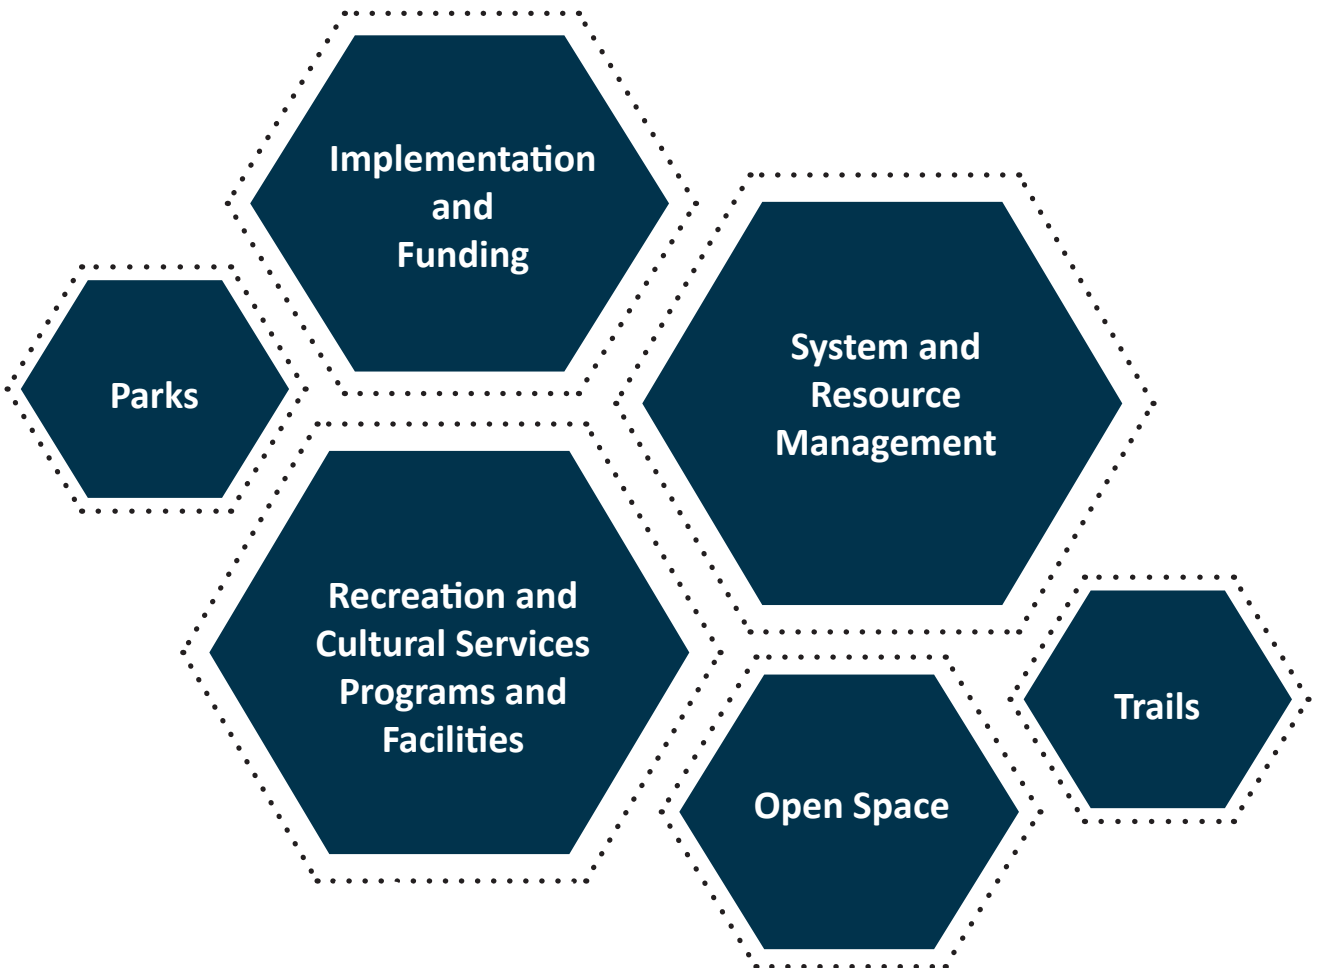 Implementation
and
Funding
System and
Resource
Management
Parks
Recreation and
Cultural Services
Programs and
Facilities
Trails
Open Space